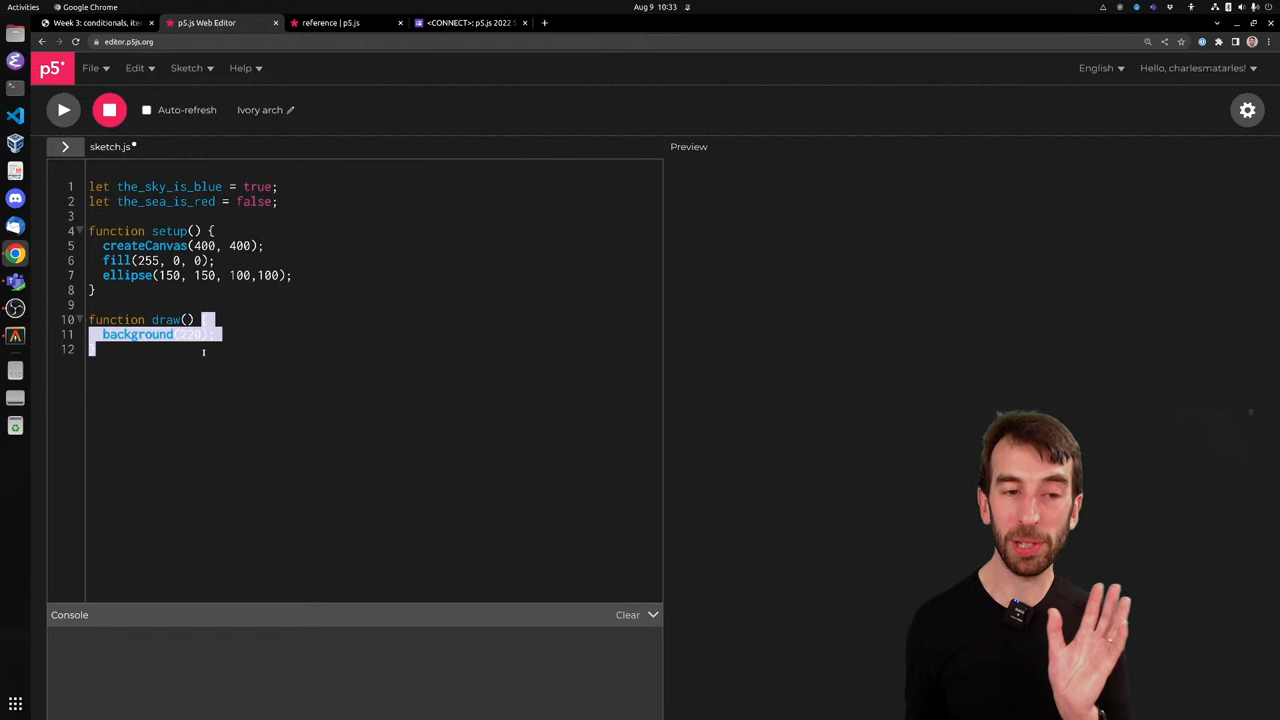 Activities
Google Chrome
Aug 9 10:33
Week 3: conditionals, iter
p5.js Web Editor
reference | p5.js
<CONNECT>: p5.js 2022 S
editor.p5js.org
p5*
File
Edit
Sketch
Help
English
Hello, charlesmatarles!
Auto-refresh
Ivory arch
sketch.js
Preview
1 let the_sky_is_blue = true;
2 let the_sea_is_red = false;
3
4 function setup() {
5 createCanvas(400, 400);
6 fill(255, 0, 0);
7 ellipse(150, 150, 100,100);
8 }
9
10 function draw() {
11 background(220);
12 }
Console
Clear